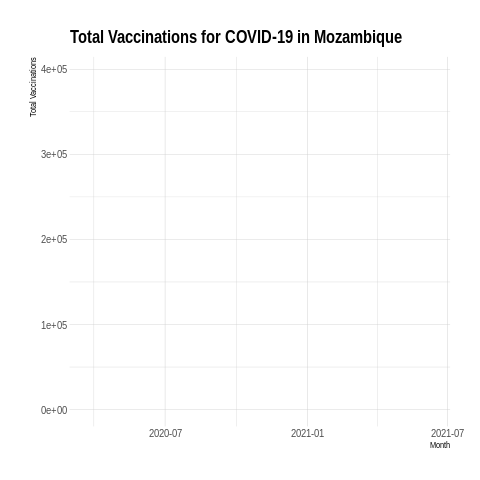 Total Vaccinations for COVID-19 in Mozambique
Total Vaccinations
4e+05
3e+05
2e+05
1e+05
0e+00
2020-07
2021-01
2021-07
Month